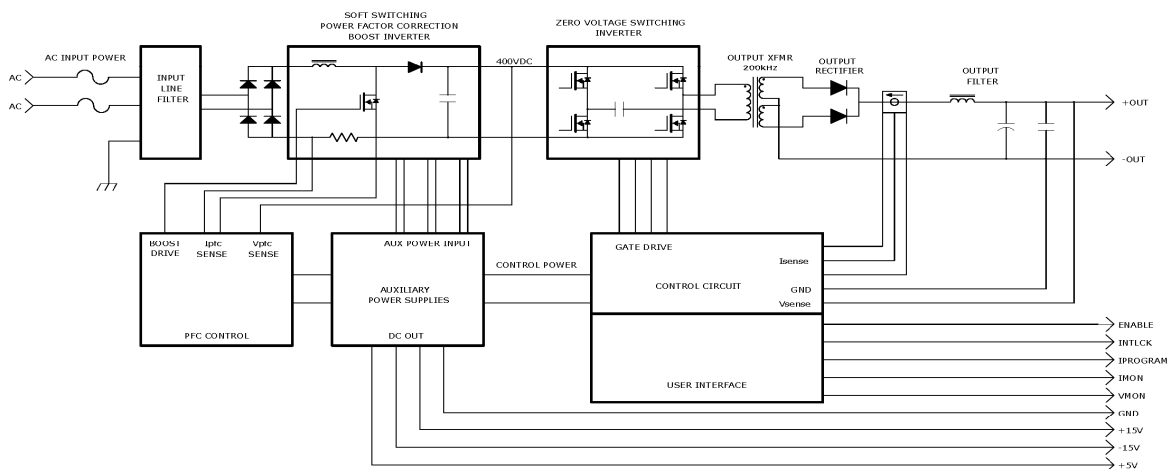 SOFT SWITCHING
POWER FACTOR CORRECTION
BOOST INVERTER
ZERO VOLTAGE SWITCHING
INVERTER
AC INPUT POWER
AC
AC
INPUT
LINE
FILTER
400VDC
OUTPUT XFMR
200kHz
OUTPUT
RECTIFIER
OUTPUT
FILTER
+OUT
-OUT
BOOST
DRIVE
Ipfc
SENSE
Vpfc
SENSE
PFC CONTROL
AUX POWER INPUT
AUXILIARY
POWER SUPPLIES
DC OUT
CONTROL POWER
GATE DRIVE
Isense
CONTROL CIRCUIT
GND
Vsense
USER INTERFACE
ENABLE
INTLCK
IPROGRAM
IMON
VMON
GND
+15V
-15V
+5V